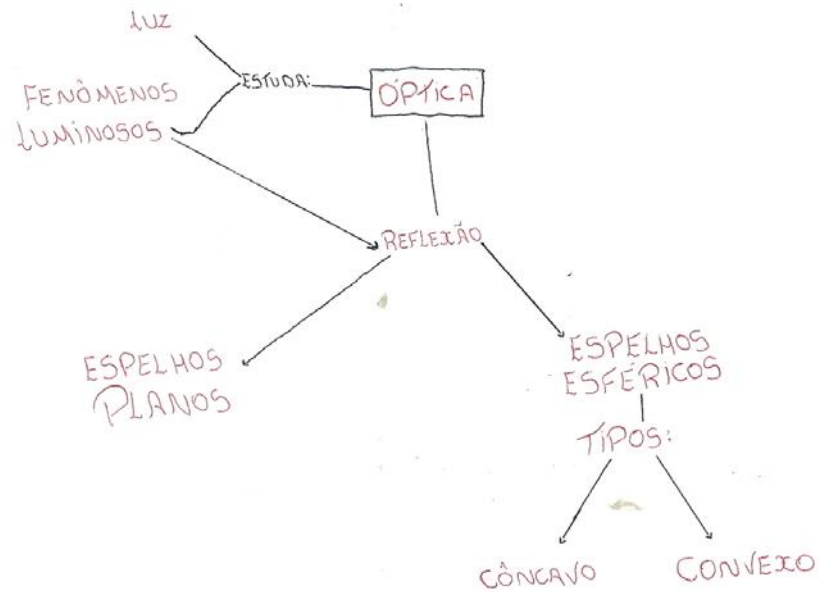 LUZ
ESTUDA:
ÓPTICA
FENÔMENOS
LUMINOSOS
REFLEXÃO
ESPELHOS
PLANOS
ESPELHOS
ESFÉRICOS
TIPOS:
CÔNCAVO
CONVEXO